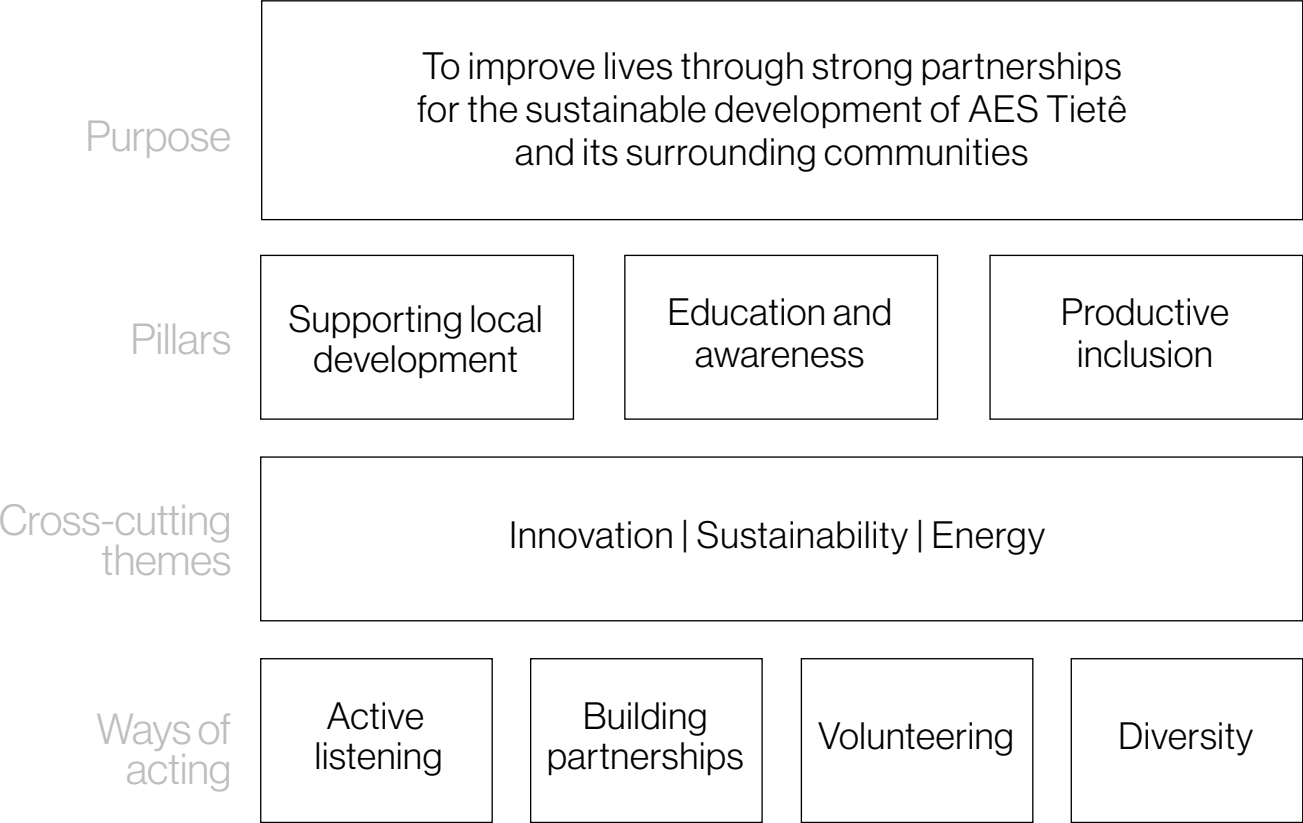 Purpose
To improve lives through strong partnerships
for the sustainable development of AES Tietê
and its surrounding communities
Pillars
Supporting local
development
Education and
awareness
Productive
inclusion
Cross-cutting
themes
Innovation | Sustainability | Energy
Ways of
acting
Active
listening
Building
partnerships
Volunteering
Diversity